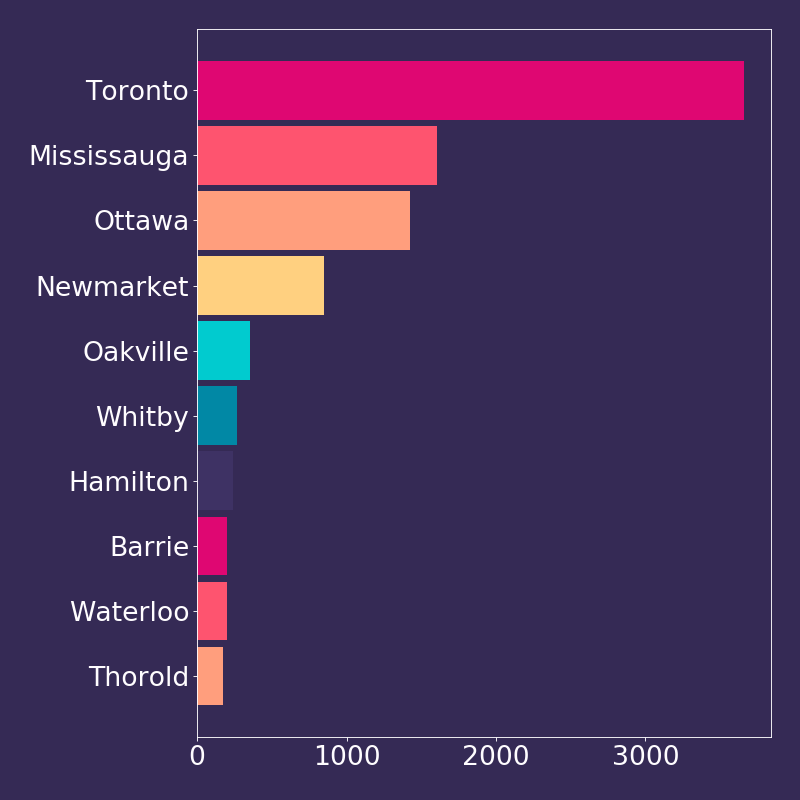 Toronto
Mississauga
Ottawa
Newmarket
Oakville
Whitby
Hamilton
Barrie
Waterloo
Thorold
0 1000 2000 3000